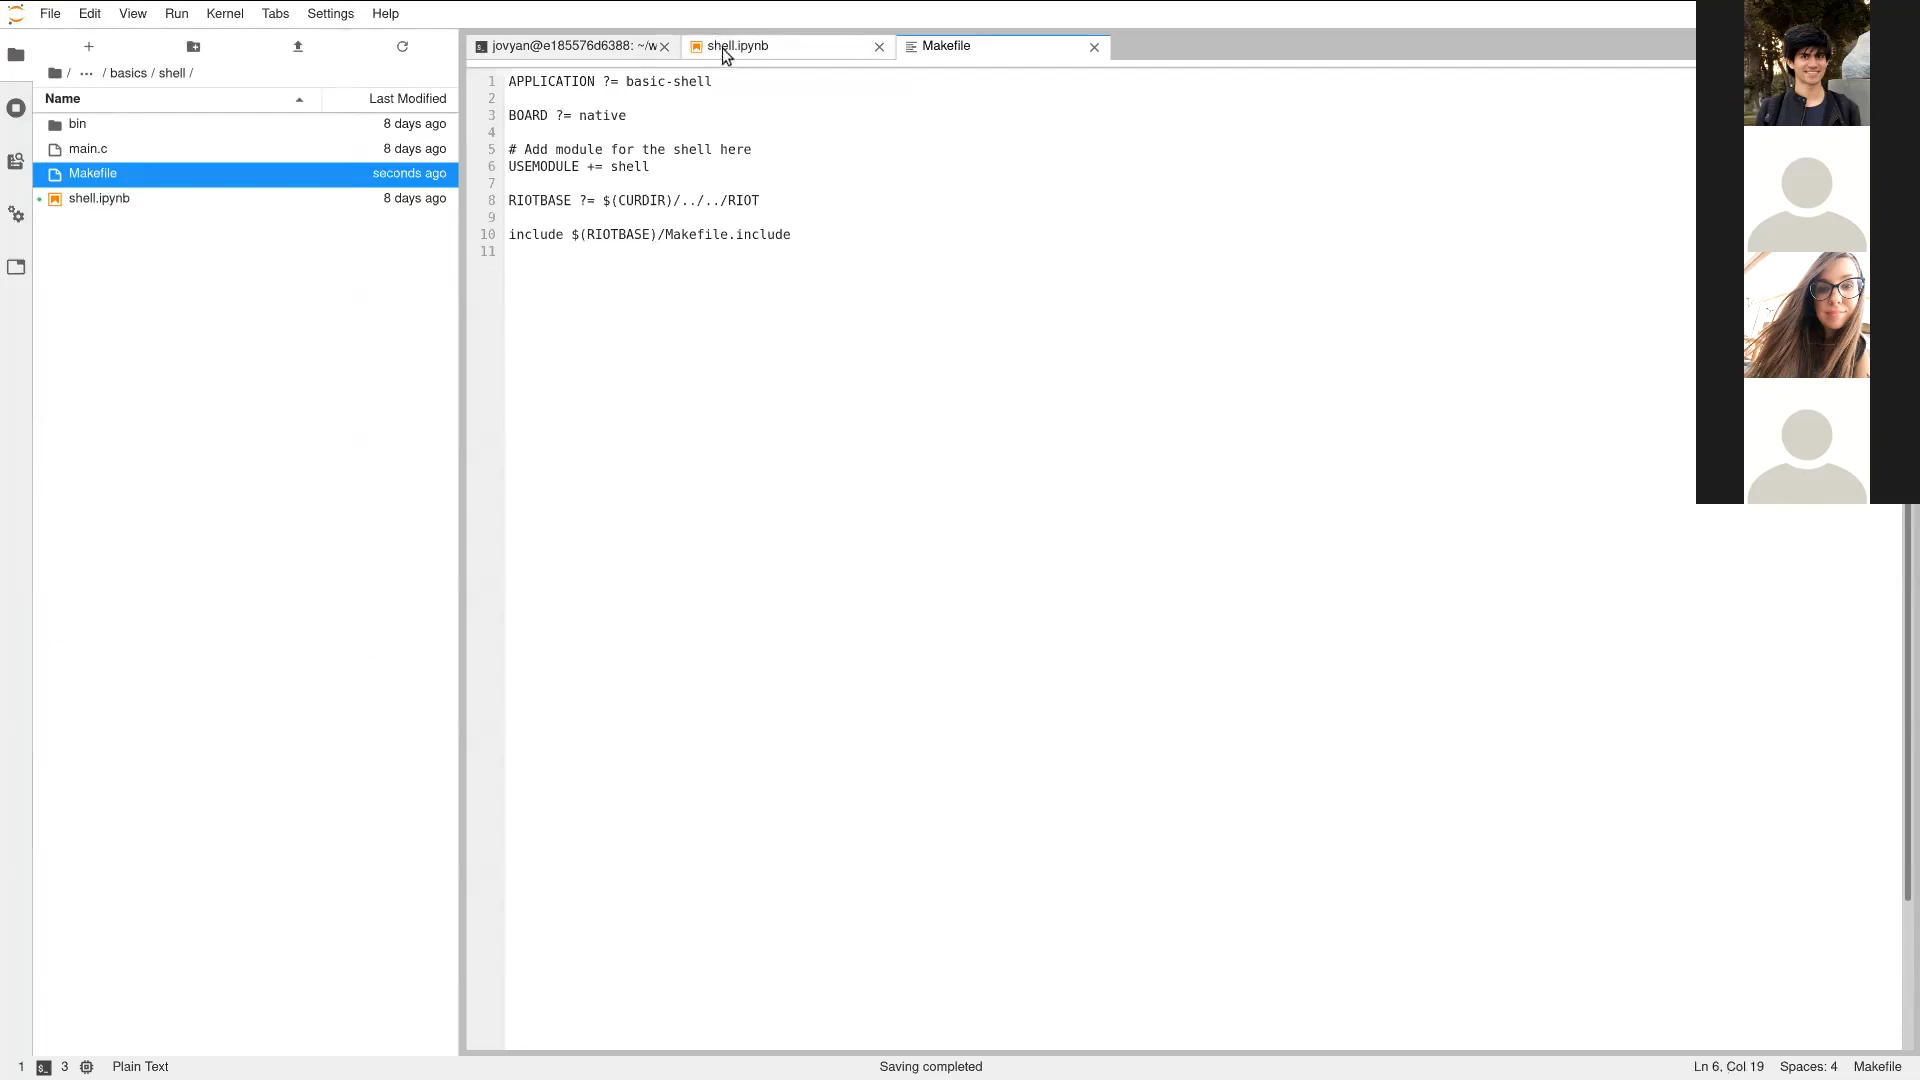 File Edit View Run Kernel Tabs Settings Help
jovyan@e185576d6388: ~/w shell.ipynb Makefile
/ ··· / basics / shell /
Name Last Modified
bin 8 days ago
main.c 8 days ago
Makefile seconds ago
shell.ipynb 8 days ago
1 APPLICATION ?= basic-shell
2
3 BOARD ?= native
4
5 # Add module for the shell here
6 USEMODULE += shell
7
8 RIOTBASE ?= $(CURDIR)/../../RIOT
9
10 include $(RIOTBASE)/Makefile.include
11
1 $_ 3 Plain Text Saving completed Ln 6, Col 19 Spaces: 4 Makefile